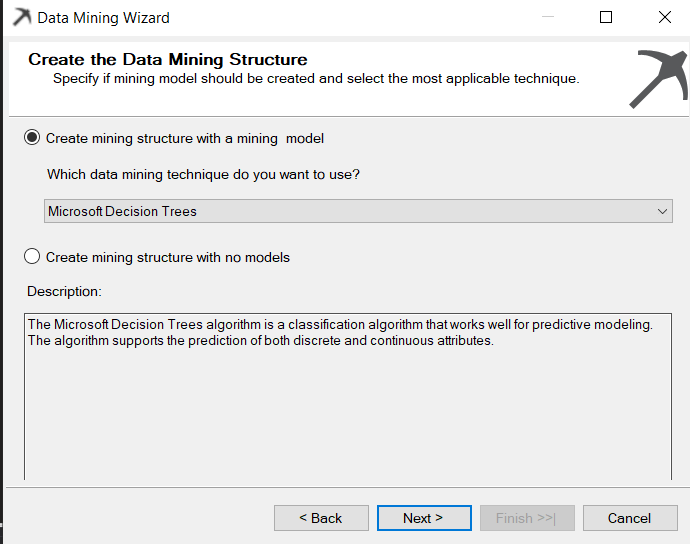 Data Mining Wizard
Create the Data Mining Structure
Specify if mining model should be created and select the most applicable technique.
Create mining structure with a mining  model
Which data mining technique do you want to use?
Microsoft Decision Trees
Create mining structure with no models
Description:
The Microsoft Decision Trees algorithm is a classification algorithm that works well for predictive modeling.
The algorithm supports the prediction of both discrete and continuous attributes.
< Back Next > Finish >>| Cancel